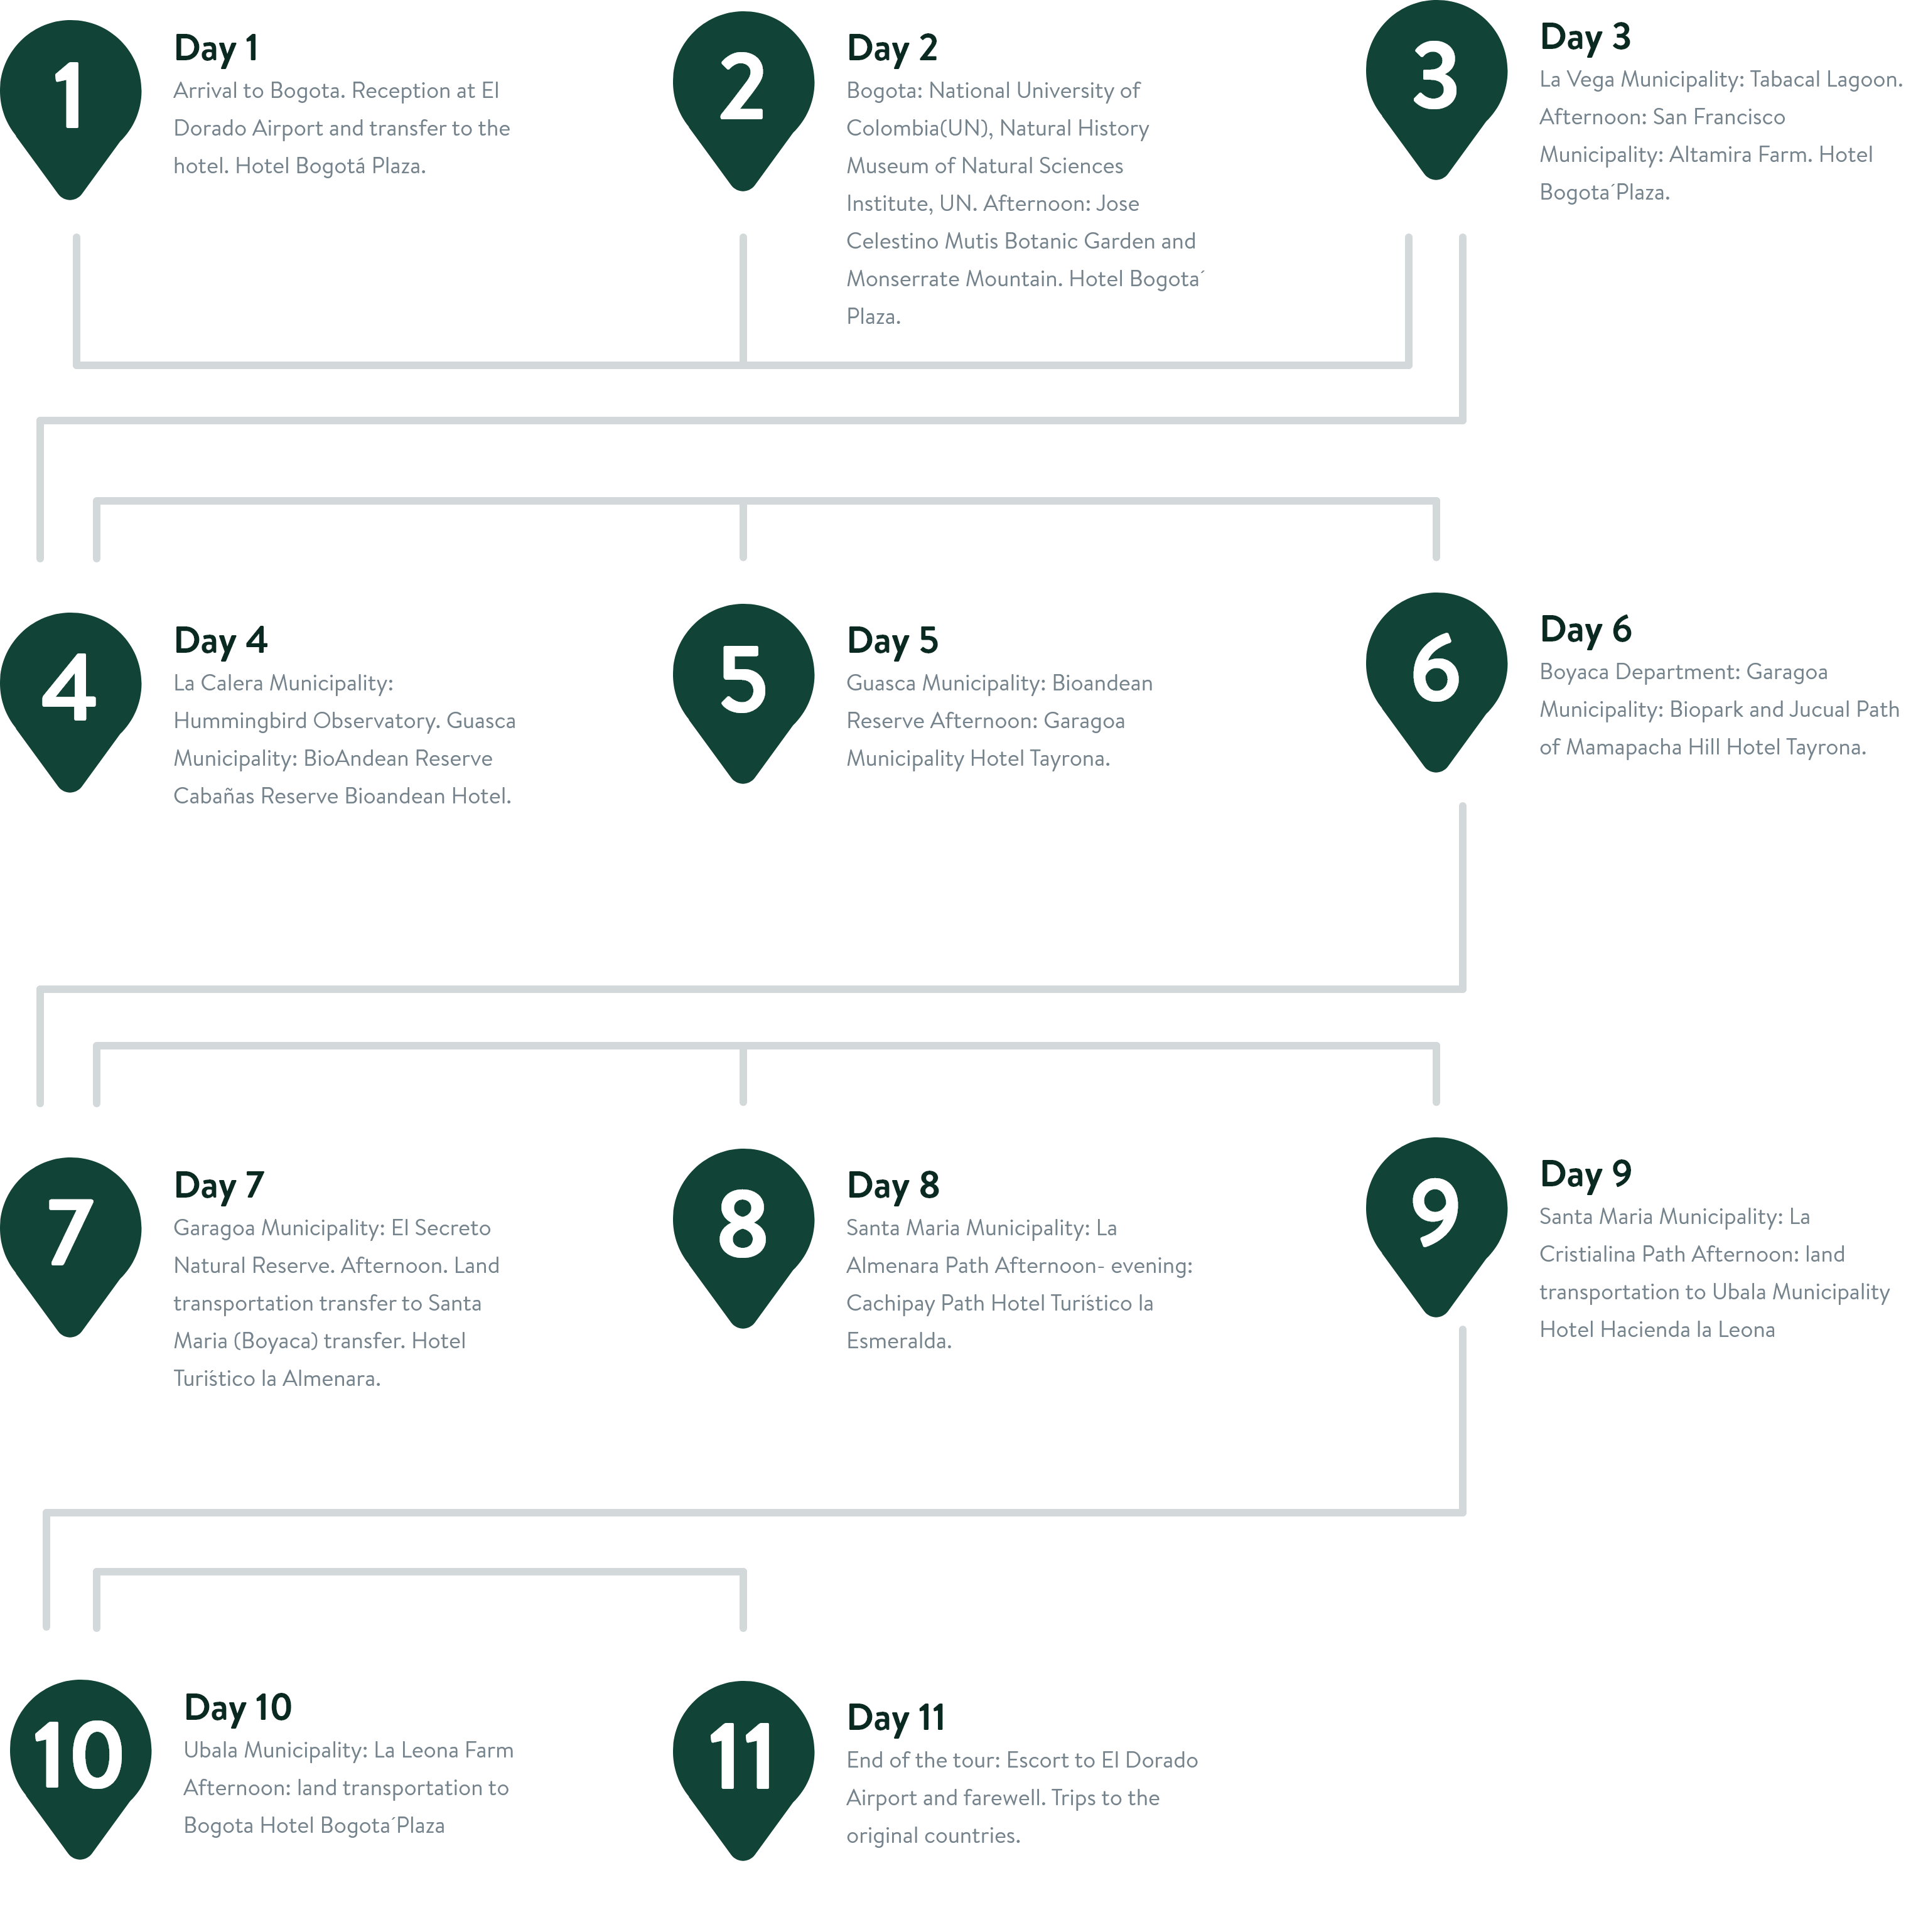 1
Day 1
Arrival to Bogota. Reception at El
Dorado Airport and transfer to the
hotel. Hotel Bogotá Plaza.
2
Day 2
Bogota: National University of
Colombia(UN), Natural History
Museum of Natural Sciences
Institute, UN. Afternoon: Jose
Celestino Mutis Botanic Garden and
Monserrate Mountain. Hotel Bogota´
Plaza.
3
Day 3
La Vega Municipality: Tabacal Lagoon.
Afternoon: San Francisco
Municipality: Altamira Farm. Hotel
Bogota´Plaza.
4
Day 4
La Calera Municipality:
Hummingbird Observatory. Guasca
Municipality: BioAndean Reserve
Cabañas Reserve Bioandean Hotel.
5
Day 5
Guasca Municipality: Bioandean
Reserve Afternoon: Garagoa
Municipality Hotel Tayrona.
6
Day 6
Boyaca Department: Garagoa
Municipality: Biopark and Jucual Path
of Mamapacha Hill Hotel Tayrona.
7
Day 7
Garagoa Municipality: El Secreto
Natural Reserve. Afternoon. Land
transportation transfer to Santa
Maria (Boyaca) transfer. Hotel
Turístico la Almenara.
8
Day 8
Santa Maria Municipality: La
Almenara Path Afternoon- evening:
Cachipay Path Hotel Turístico la
Esmeralda.
9
Day 9
Santa Maria Municipality: La
Cristialina Path Afternoon: land
transportation to Ubala Municipality
Hotel Hacienda la Leona
10
Day 10
Ubala Municipality: La Leona Farm
Afternoon: land transportation to
Bogota Hotel Bogota´Plaza
11
Day 11
End of the tour: Escort to El Dorado
Airport and farewell. Trips to the
original countries.